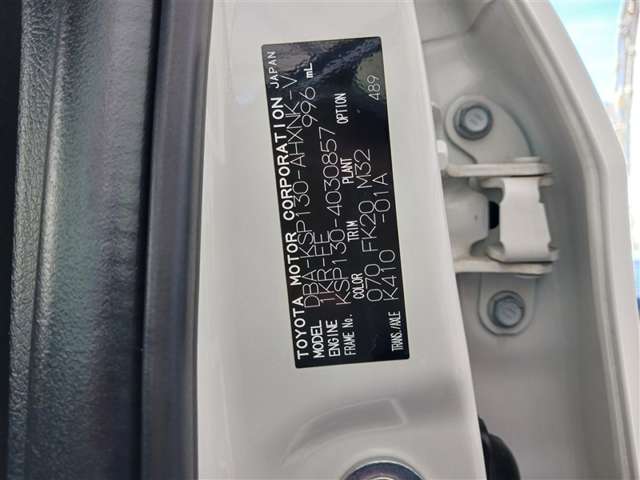 TOYOTA MOTOR CORPORATION JAPAN
MODEL DBA-KSP130-AHXNK-V
ENGINE 1KR-FE 996 mL
FRAME No. KSP130-4030857
COLOR TRIM PLANT OPTION
070 FK20 M32 489
TRANS./AXLE K410 -01A